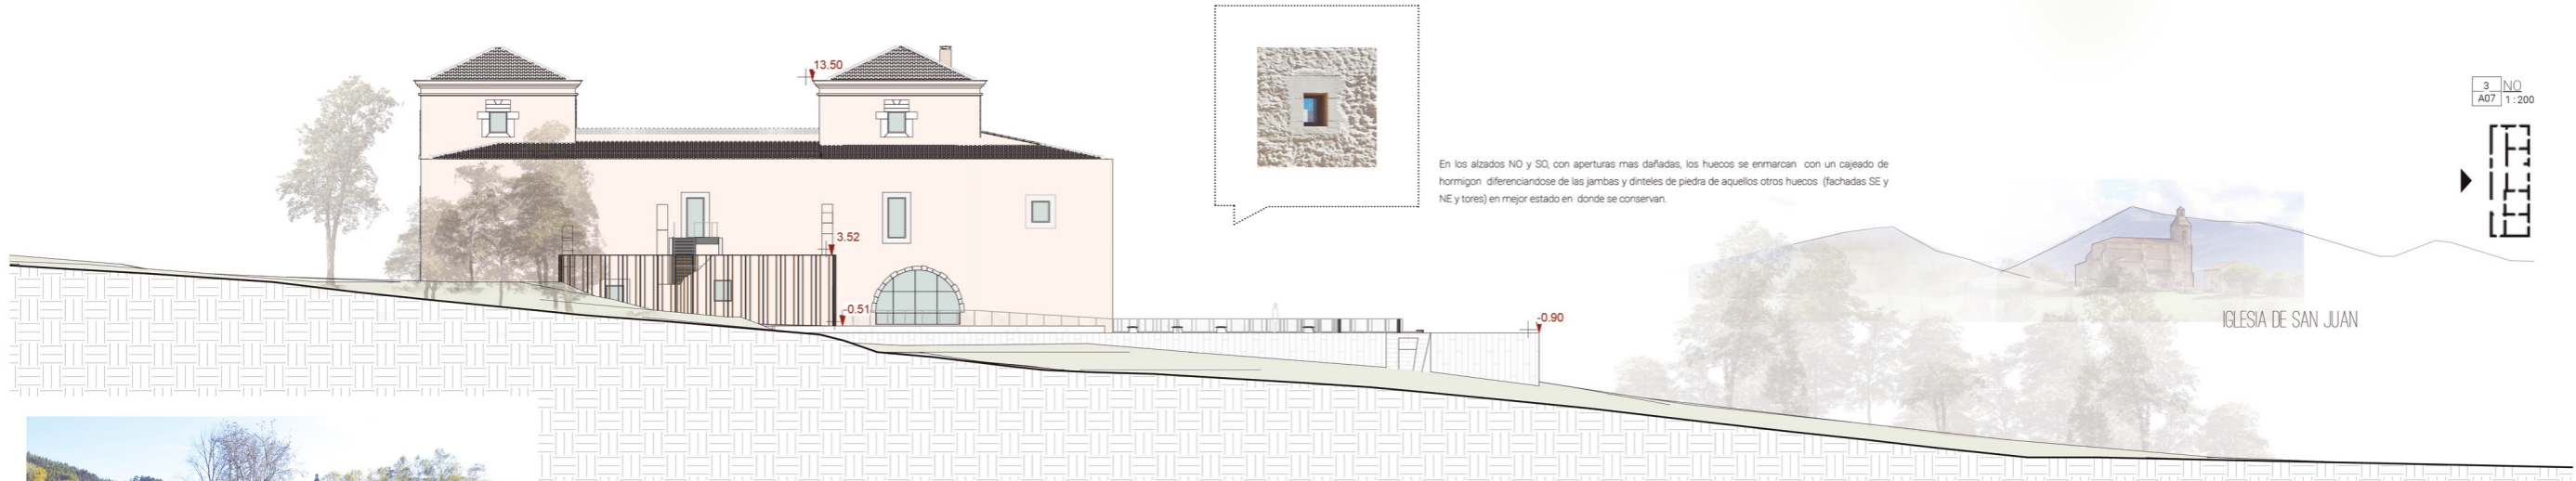 13.50
3.52
-0.51
-0.90
En los alzados NO y SO, con aperturas mas dañadas, los huecos se enmarcan con un cajeado de
hormigon diferenciandose de las jambas y dinteles de piedra de aquellos otros huecos (fachadas SE y
NE y tores) en mejor estado en donde se conservan.
3 NO
A07 1 : 200
IGLESIA DE SAN JUAN